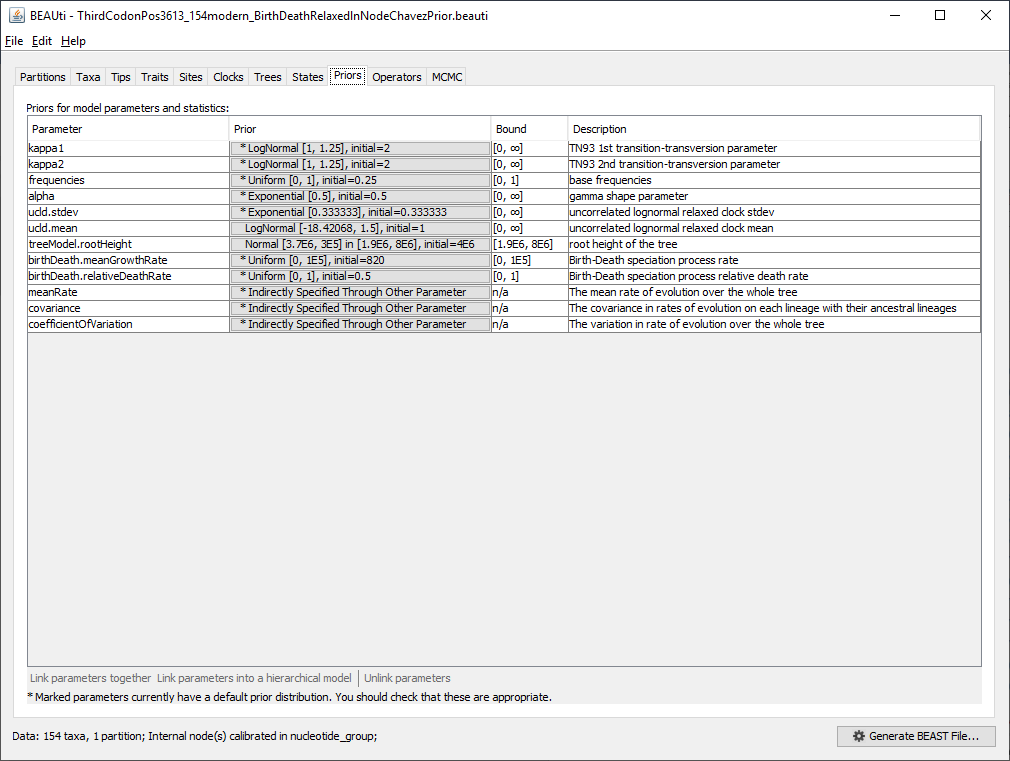 BEAUti - ThirdCodonPos3613_154modern_BirthDeathRelaxedInNodeChavezPrior.beauti
File Edit Help
Partitions Taxa Tips Traits Sites Clocks Trees States Priors Operators MCMC
Priors for model parameters and statistics:
Parameter Prior Bound Description
kappa1 * LogNormal [1, 1.25], initial=2 [0, ∞] TN93 1st transition-transversion parameter
kappa2 * LogNormal [1, 1.25], initial=2 [0, ∞] TN93 2nd transition-transversion parameter
frequencies * Uniform [0, 1], initial=0.25 [0, 1] base frequencies
alpha * Exponential [0.5], initial=0.5 [0, ∞] gamma shape parameter
ucld.stdev * Exponential [0.333333], initial=0.333333 [0, ∞] uncorrelated lognormal relaxed clock stdev
ucld.mean LogNormal [-18.42068, 1.5], initial=1 [0, ∞] uncorrelated lognormal relaxed clock mean
treeModel.rootHeight Normal [3.7E6, 3E5] in [1.9E6, 8E6], initial=4E6 [1.9E6, 8E6] root height of the tree
birthDeath.meanGrowthRate * Uniform [0, 1E5], initial=820 [0, 1E5] Birth-Death speciation process rate
birthDeath.relativeDeathRate * Uniform [0, 1], initial=0.5 [0, 1] Birth-Death speciation process relative death rate
meanRate * Indirectly Specified Through Other Parameter n/a The mean rate of evolution over the whole tree
covariance * Indirectly Specified Through Other Parameter n/a The covariance in rates of evolution on each lineage with their ancestral lineages
coefficientOfVariation * Indirectly Specified Through Other Parameter n/a The variation in rate of evolution over the whole tree
Link parameters together Link parameters into a hierarchical model Unlink parameters
* Marked parameters currently have a default prior distribution. You should check that these are appropriate.
Data: 154 taxa, 1 partition; Internal node(s) calibrated in nucleotide_group; Generate BEAST File...